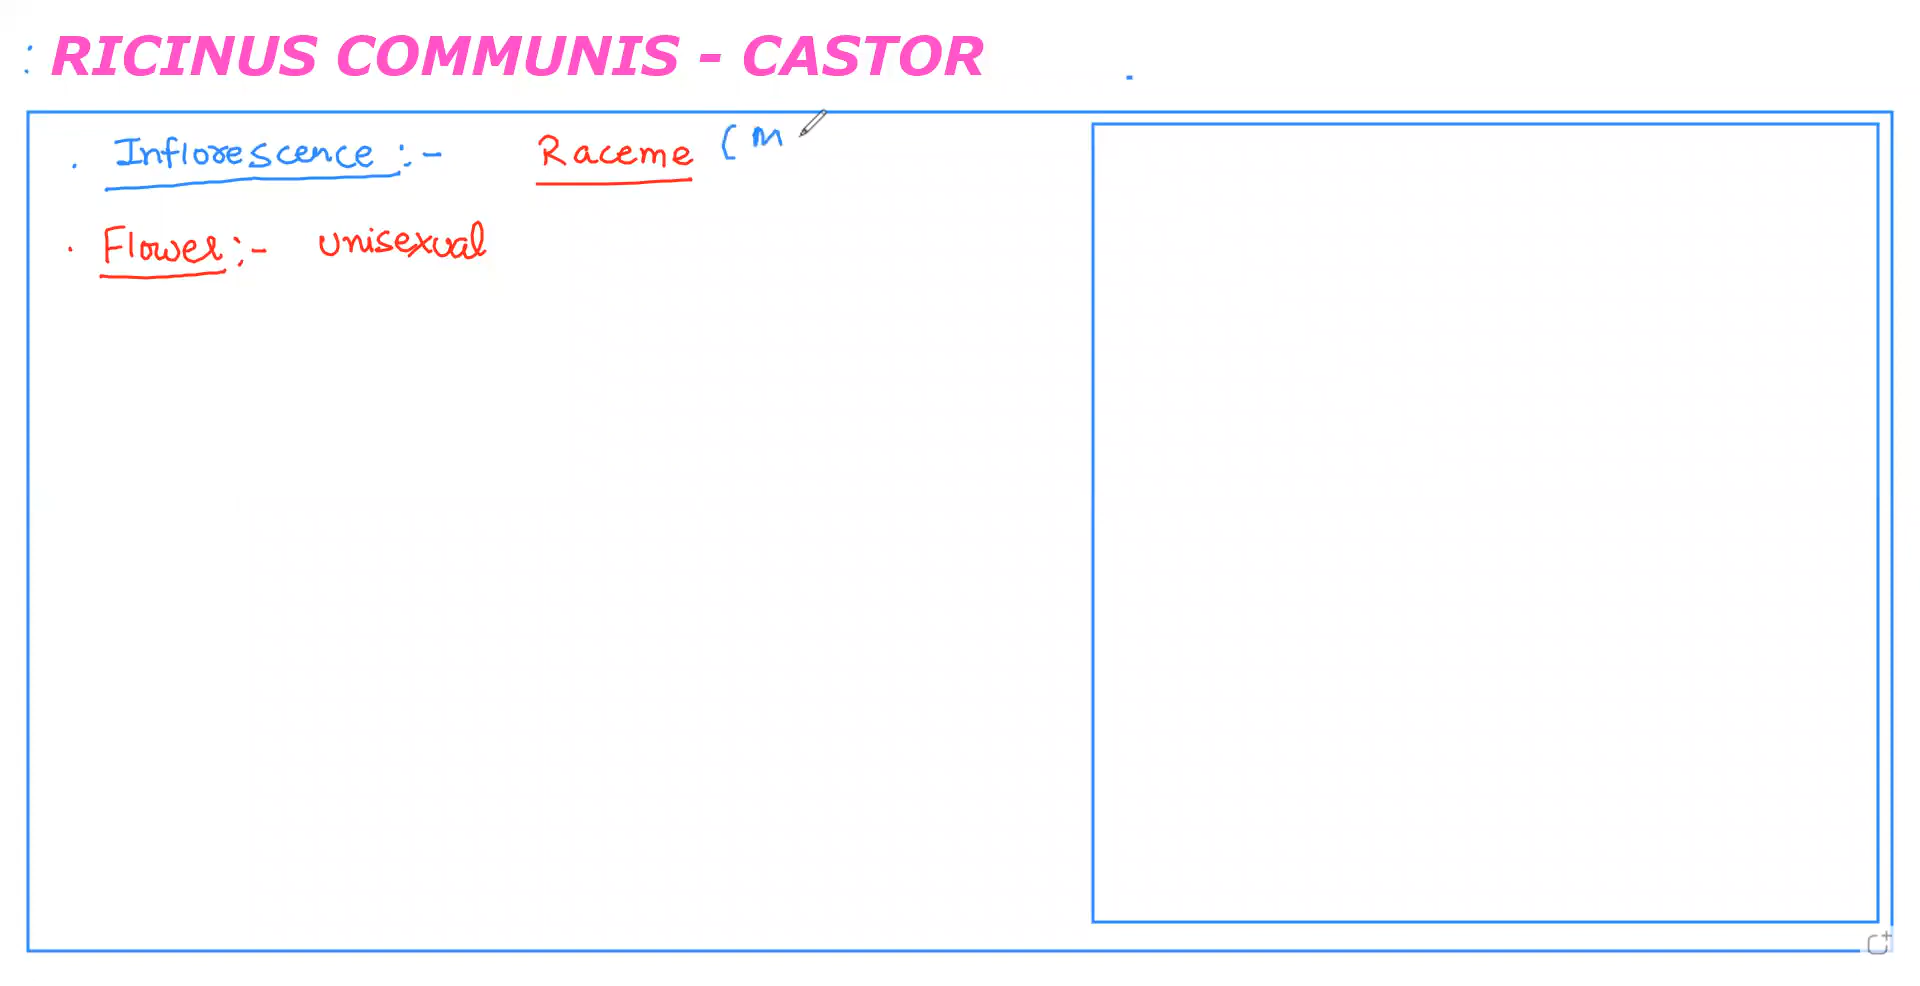 RICINUS COMMUNIS - CASTOR
. Inflorescence :- Raceme ( m
. Flower :- unisexual